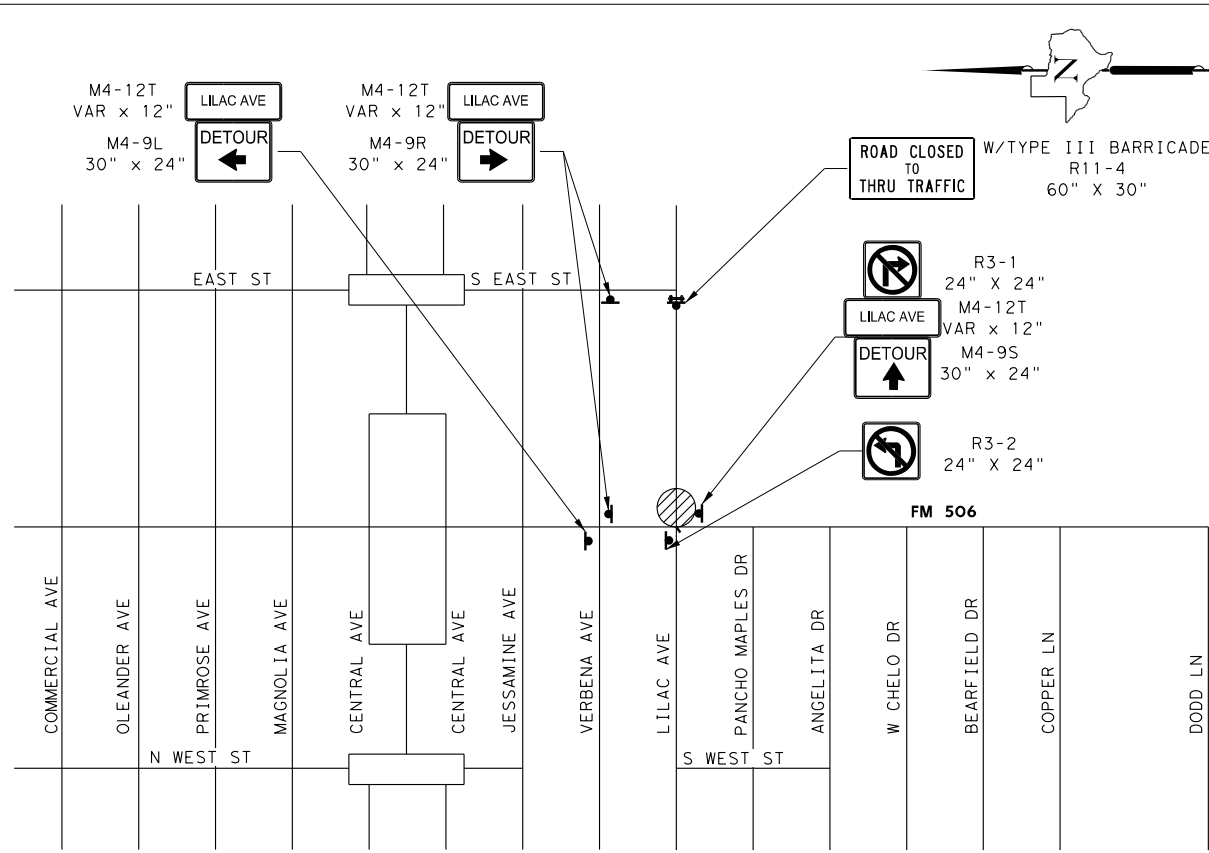 M4-12T
VAR x 12"
LILAC AVE
M4-9L
30" x 24"
DETOUR
M4-12T
VAR x 12"
LILAC AVE
M4-9R
30" x 24"
DETOUR
N
ROAD CLOSED
TO
THRU TRAFFIC
W/TYPE III BARRICADE
R11-4
60" X 30"
R3-1
24" X 24"
LILAC AVE
M4-12T
VAR x 12"
DETOUR
M4-9S
30" x 24"
R3-2
24" X 24"
EAST ST
S EAST ST
FM 506
COMMERCIAL AVE
OLEANDER AVE
PRIMROSE AVE
MAGNOLIA AVE
CENTRAL AVE
CENTRAL AVE
JESSAMINE AVE
VERBENA AVE
LILAC AVE
PANCHO MAPLES DR
ANGELITA DR
W CHELO DR
BEARFIELD DR
COPPER LN
DODD LN
N WEST ST
S WEST ST